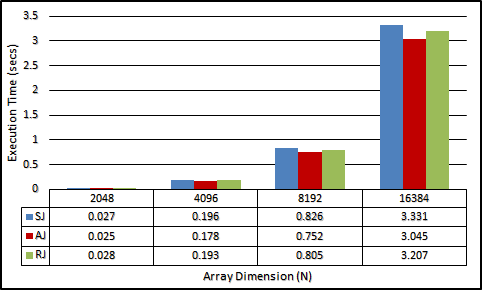 Execution Time (secs)
3.5
3
2.5
2
1.5
1
0.5
0
2048 4096 8192 16384
SJ 0.027 0.196 0.826 3.331
AJ 0.025 0.178 0.752 3.045
RJ 0.028 0.193 0.805 3.207
Array Dimension (N)